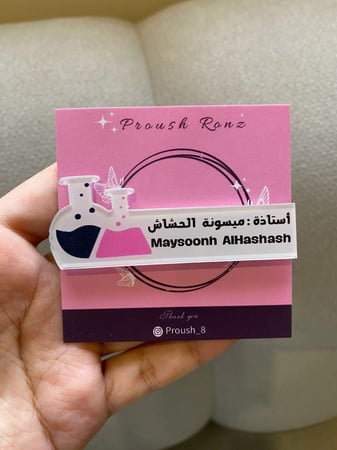 Proush Ronz
أستاذة : ميسونة الحشاش
Maysoonh AlHashash
Thank you
Proush_8